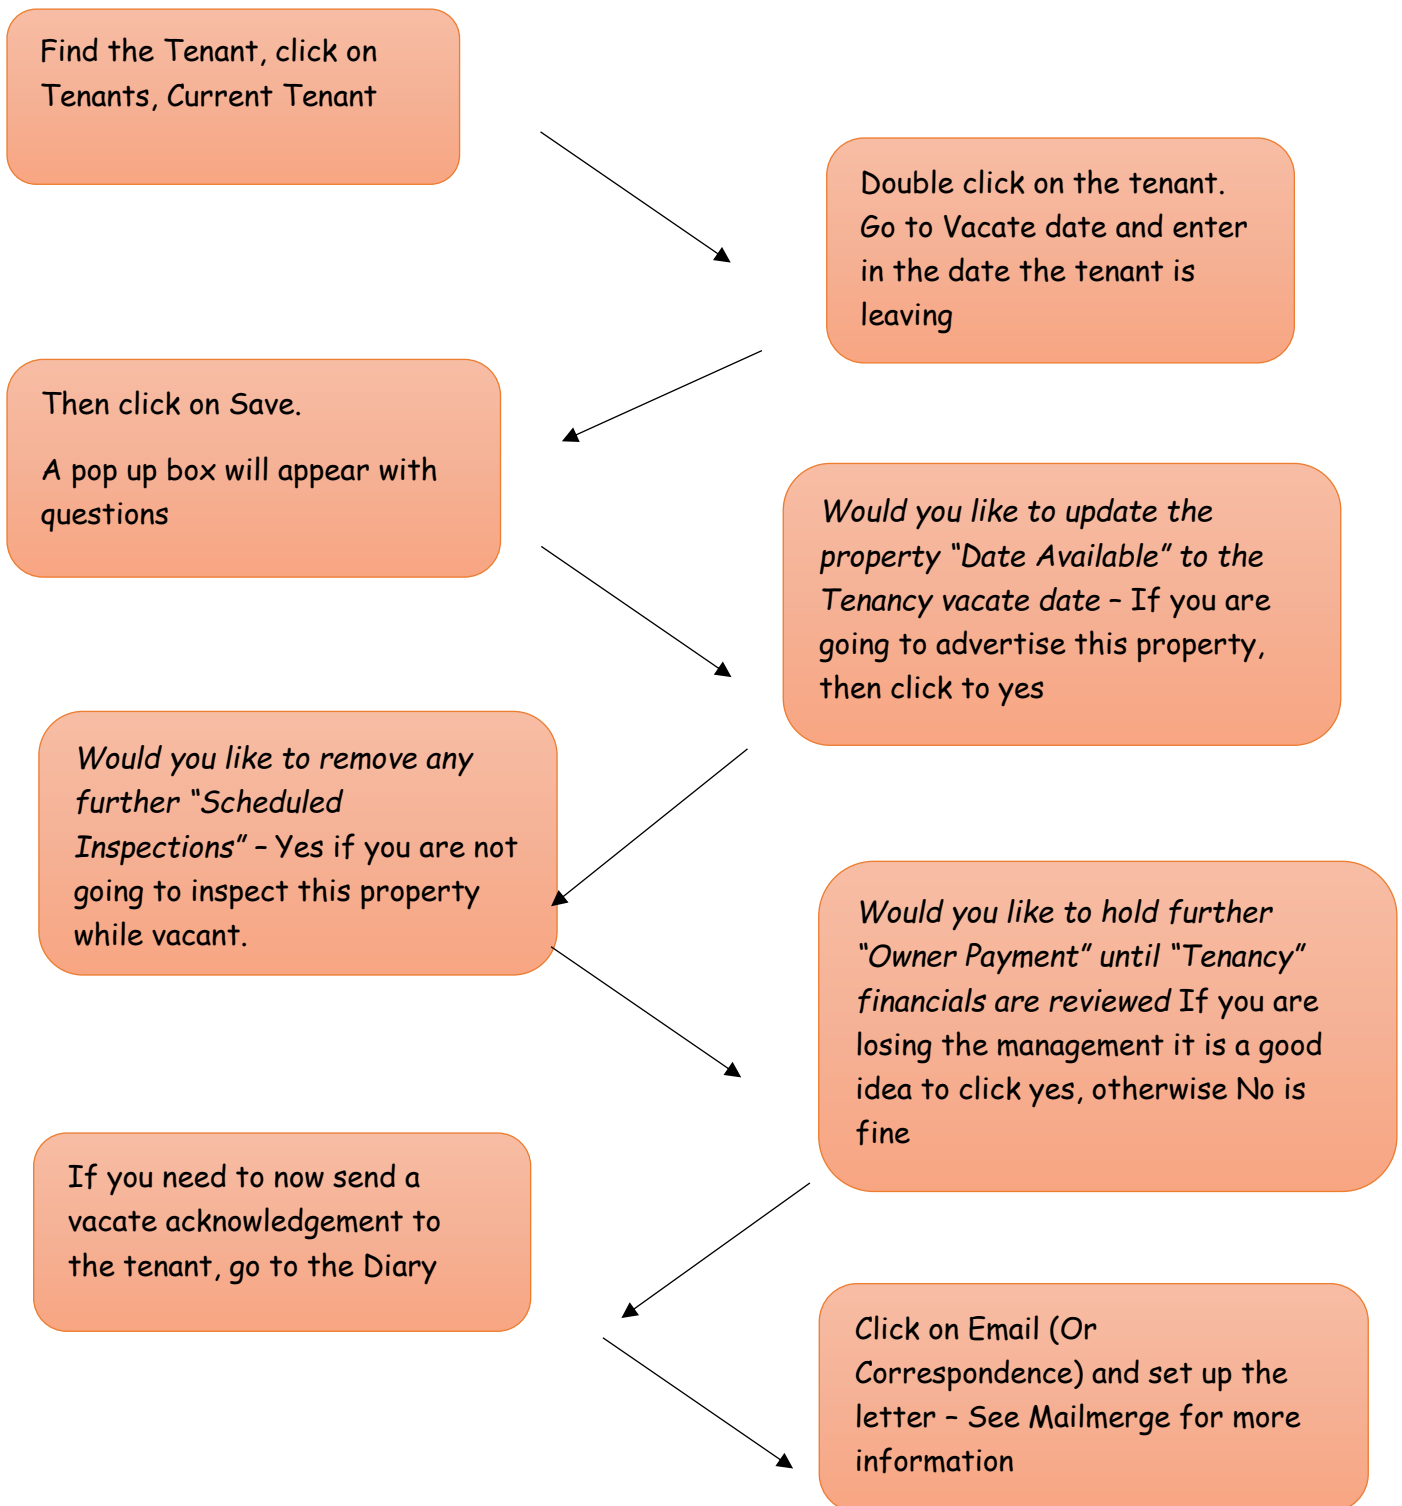 Find the Tenant, click on
Tenants, Current Tenant
Double click on the tenant.
Go to Vacate date and enter
in the date the tenant is
leaving
Then click on Save.
A pop up box will appear with
questions
Would you like to update the
property “Date Available” to the
Tenancy vacate date – If you are
going to advertise this property,
then click to yes
Would you like to remove any
further “Scheduled
Inspections” – Yes if you are not
going to inspect this property
while vacant.
Would you like to hold further
“Owner Payment” until “Tenancy”
financials are reviewed If you are
losing the management it is a good
idea to click yes, otherwise No is
fine
If you need to now send a
vacate acknowledgement to
the tenant, go to the Diary
Click on Email (Or
Correspondence) and set up the
letter – See Mailmerge for more
information